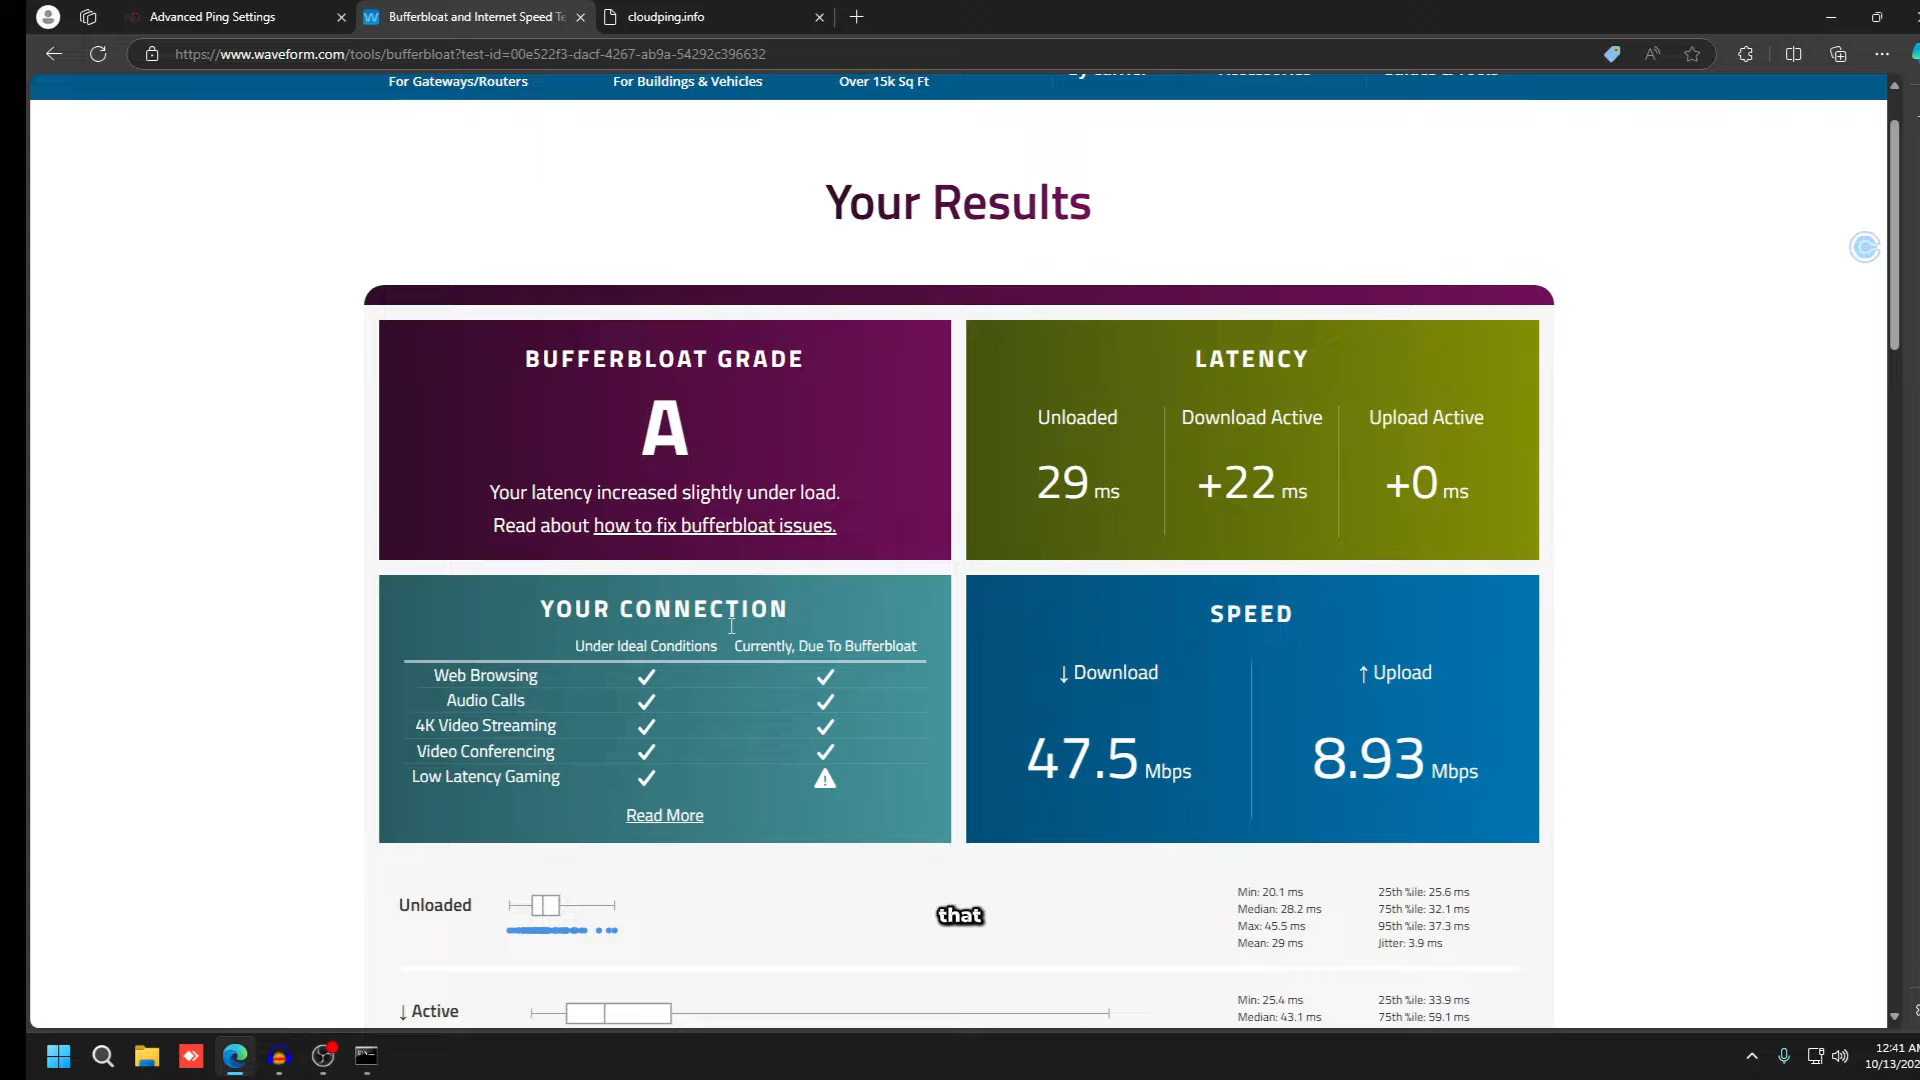 Advanced Ping Settings
Bufferbloat and Internet Speed Te
cloudping.info
https://www.waveform.com/tools/bufferbloat?test-id=00e522f3-dacf-4267-ab9a-54292c396632
For Gateways/Routers
For Buildings & Vehicles
Over 15k Sq Ft
Your Results
BUFFERBLOAT GRADE
A
Your latency increased slightly under load.
Read about how to fix bufferbloat issues.
LATENCY
Unloaded
Download Active
Upload Active
29 ms
+22 ms
+0 ms
YOUR CONNECTION
Under Ideal Conditions
Currently, Due To Bufferbloat
Web Browsing
Audio Calls
4K Video Streaming
Video Conferencing
Low Latency Gaming
Read More
SPEED
↓ Download
↑ Upload
47.5 Mbps
8.93 Mbps
Unloaded
that
Min: 20.1 ms
25th %ile: 25.6 ms
Median: 28.2 ms
75th %ile: 32.1 ms
Max: 45.5 ms
95th %ile: 37.3 ms
Mean: 29 ms
Jitter: 3.9 ms
↓ Active
Min: 25.4 ms
25th %ile: 33.9 ms
Median: 43.1 ms
75th %ile: 59.1 ms
12:41 AM
10/13/202